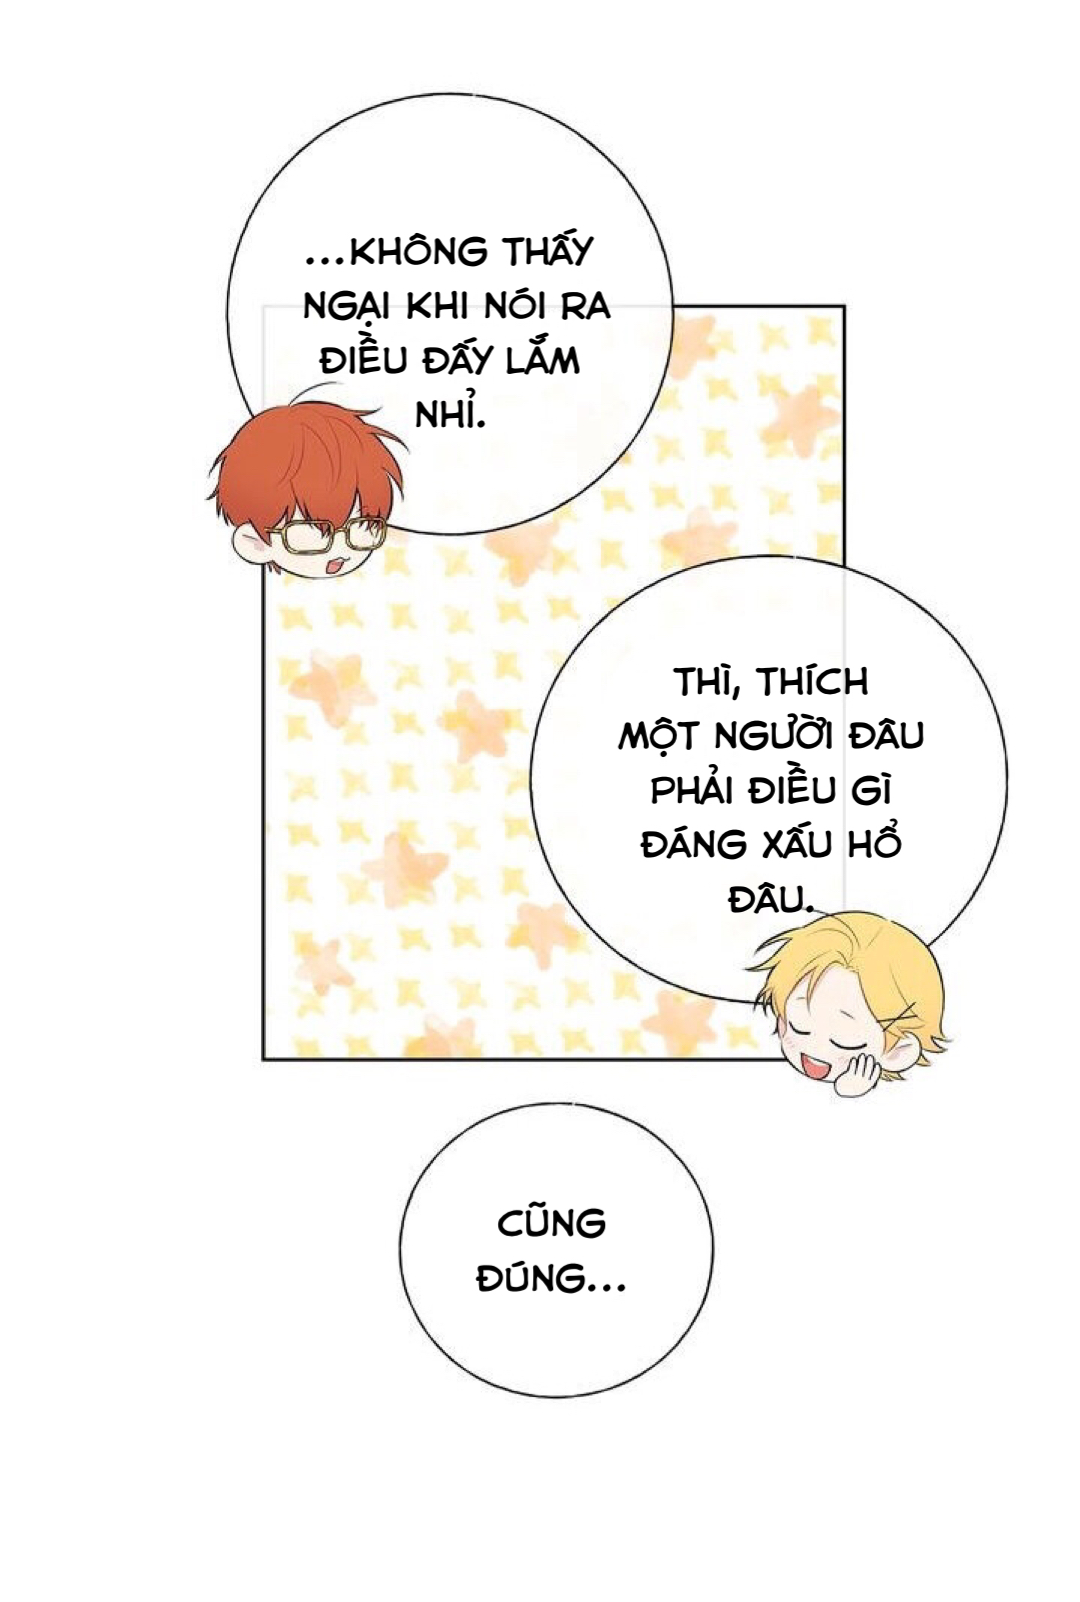 ...KHÔNG THẤY
NGẠI KHI NÓI RA
ĐIỀU ĐẤY LẮM
NHỈ.
THÌ, THÍCH
MỘT NGƯỜI ĐÂU
PHẢI ĐIỀU GÌ
ĐÁNG XẤU HỔ
ĐÂU.
CŨNG
ĐÚNG...